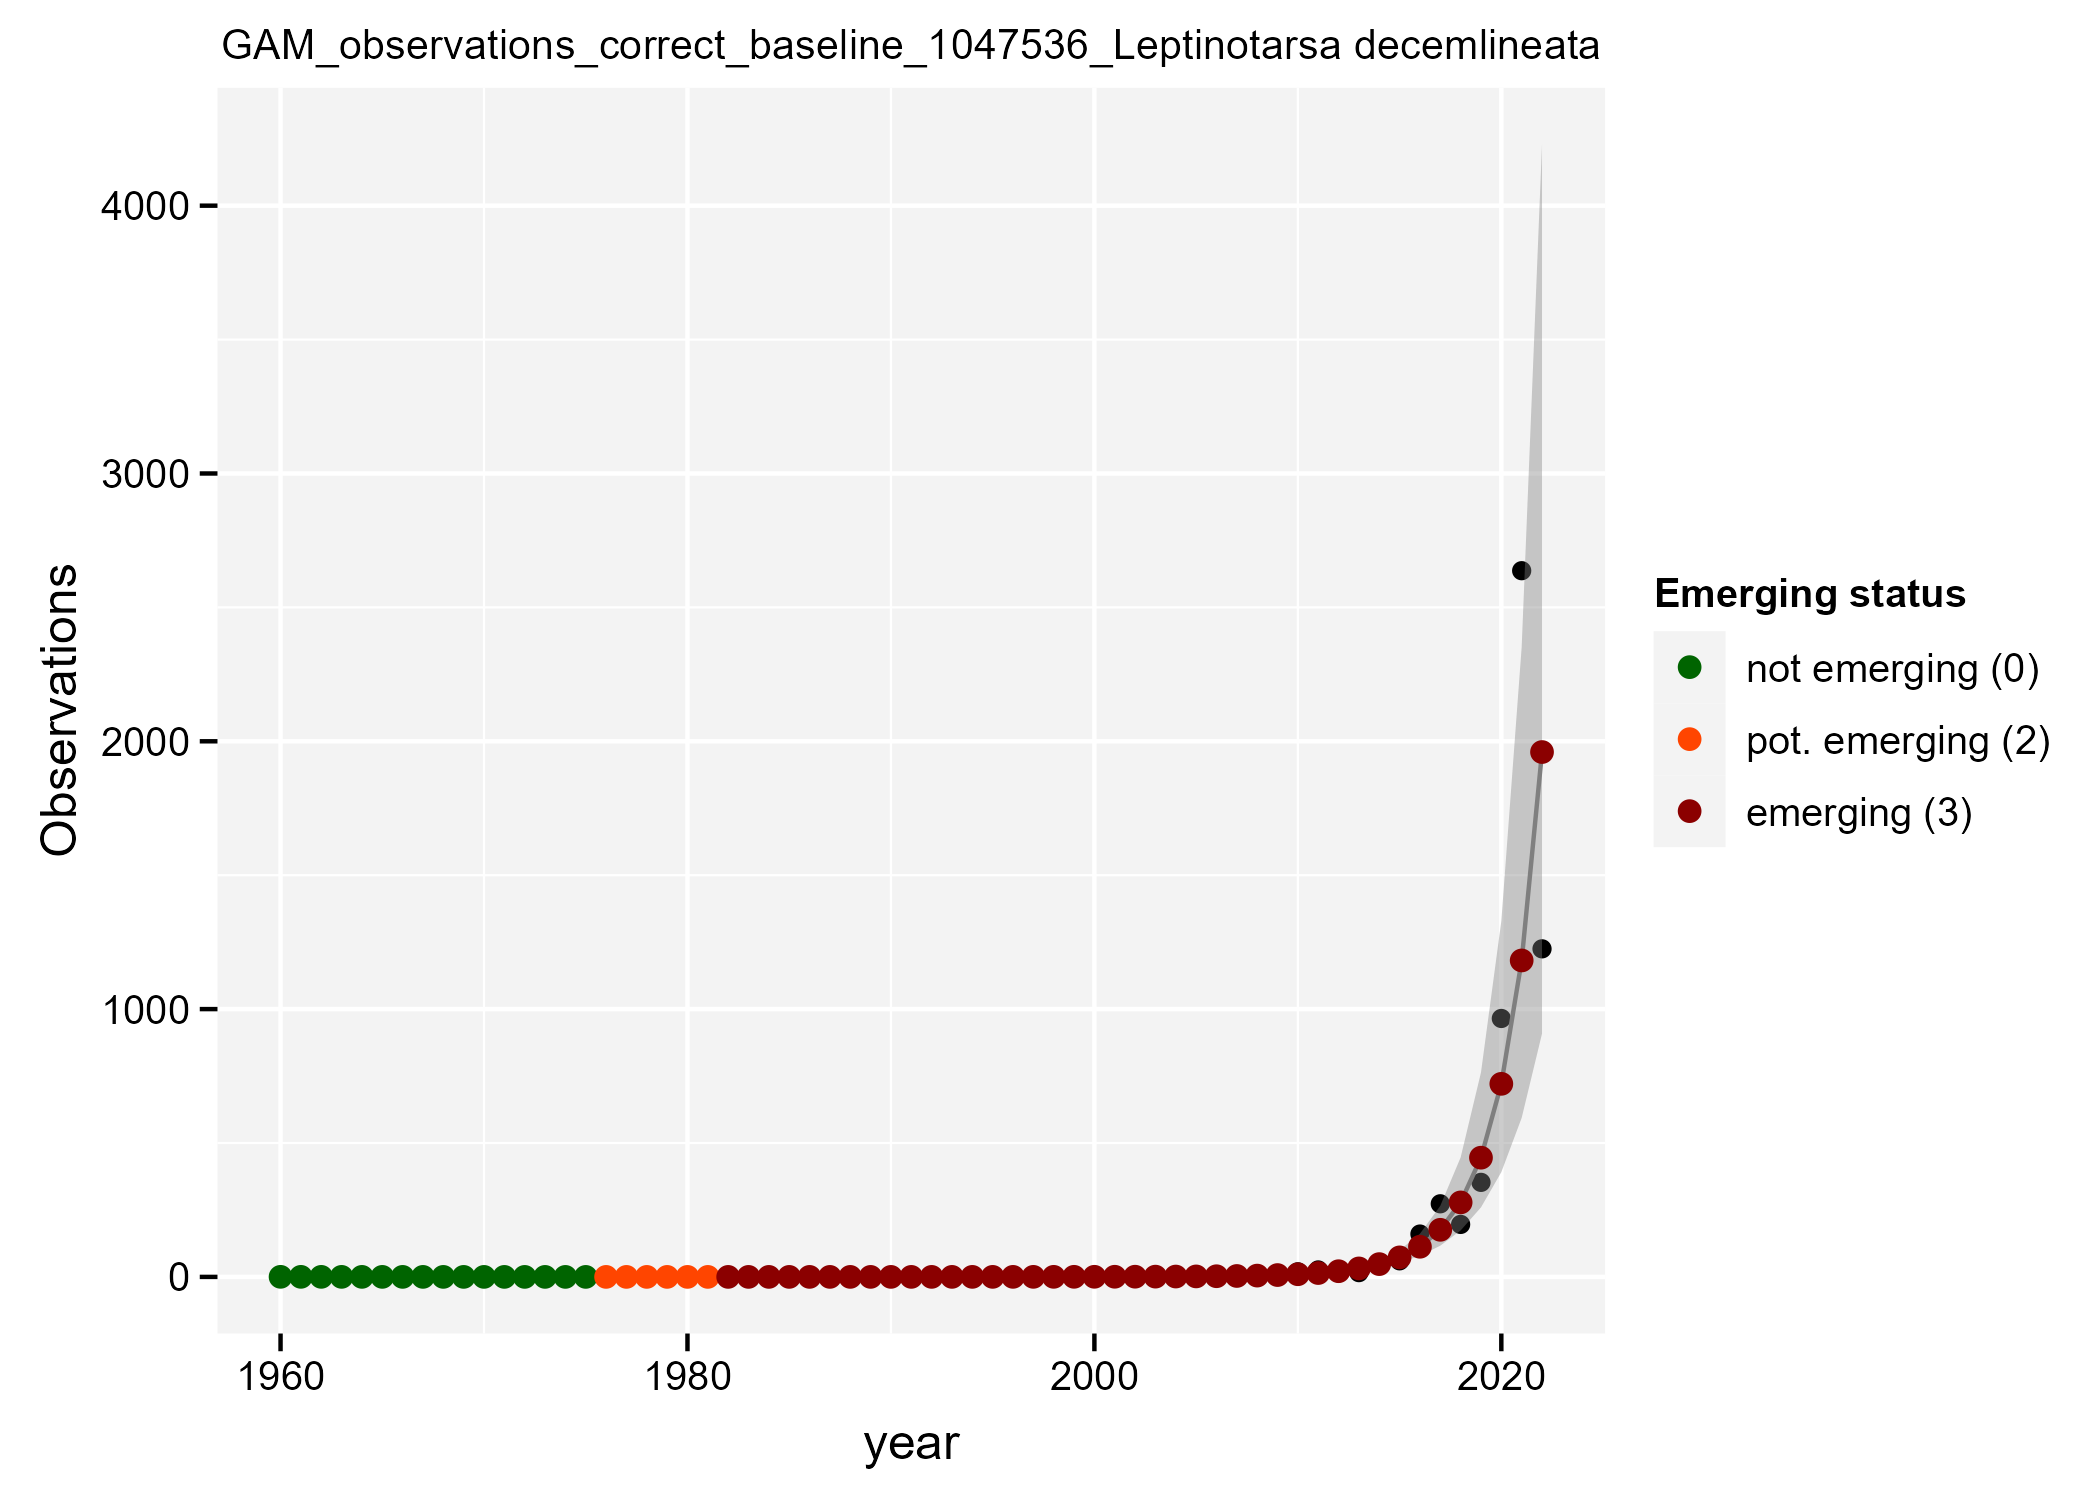 GAM_observations_correct_baseline_1047536_Leptinotarsa decemlineata
Observations
4000
3000
2000
1000
0
1960
1980
2000
2020
year
Emerging status
not emerging (0)
pot. emerging (2)
emerging (3)